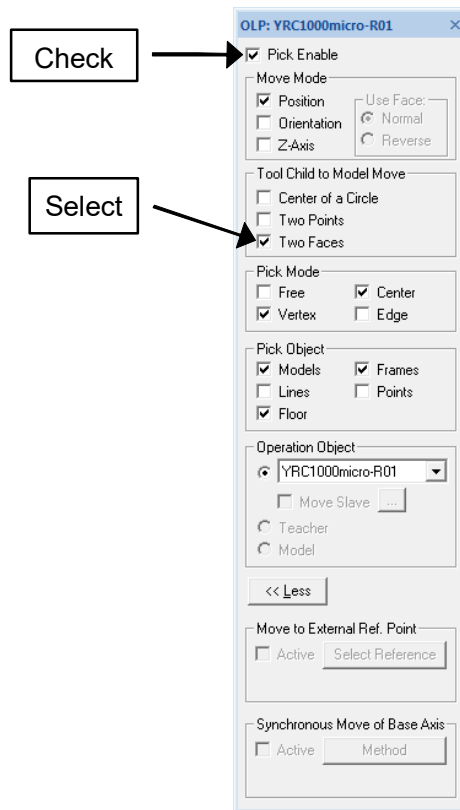 OLP: YRC1000micro-R01 ×
Check
Pick Enable
Move Mode
Position
Use Face:
Normal
Orientation
Reverse
Z-Axis
Tool Child to Model Move
Center of a Circle
Two Points
Select
Two Faces
Pick Mode
Free Center
Vertex Edge
Pick Object
Models Frames
Lines Points
Floor
Operation Object
YRC1000micro-R01
Move Slave ...
Teacher
Model
<< Less
Move to External Ref. Point
Active Select Reference
Synchronous Move of Base Axis
Active Method